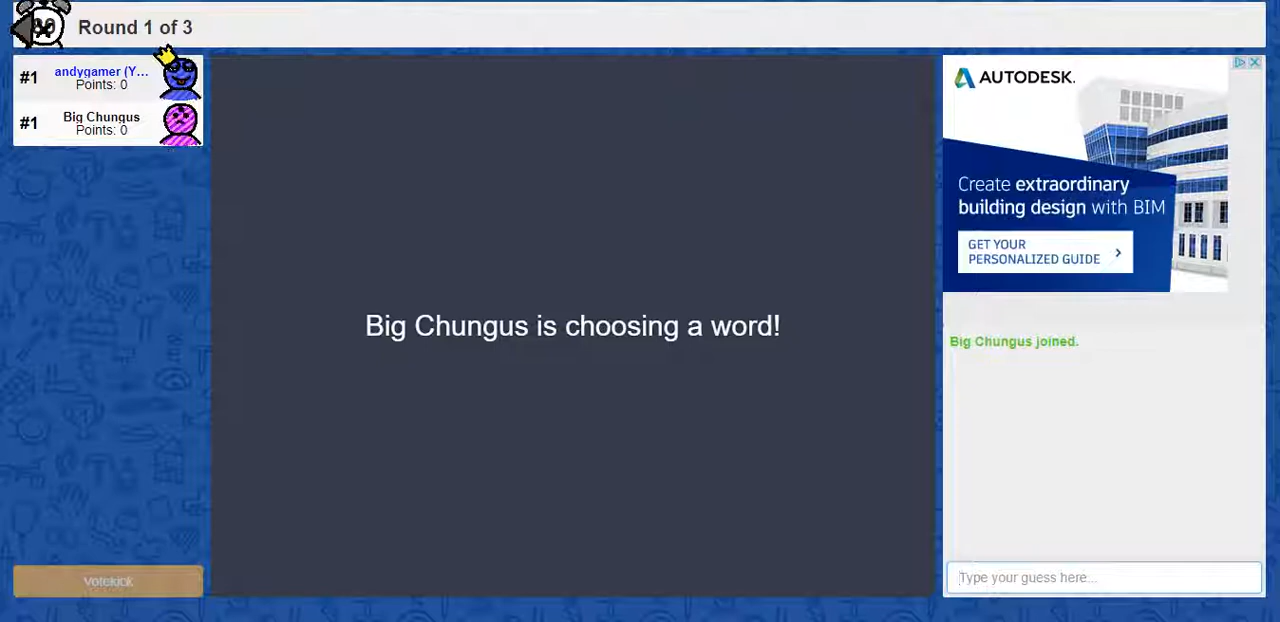 Round 1 of 3
#1
andygamer (Y...
Points: 0
#1
Big Chungus
Points: 0
Votekick
Big Chungus is choosing a word!
AUTODESK.
Create extraordinary
building design with BIM
GET YOUR
PERSONALIZED GUIDE
Big Chungus joined.
Type your guess here...